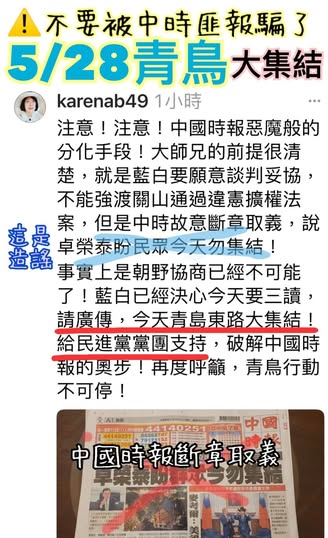 不要被中時匪報騙了
5/28青鳥大集結
karenab49 1小時
注意！注意！中國時報惡魔般的
分化手段！大師兄的前提很清
楚，就是藍白要願意談判妥協，
不能強渡關山通過違憲擴權法
案，但是中時故意斷章取義，說
卓榮泰盼民眾今天勿集結！
這是
造謠
事實上是朝野協商已經不可能
了！藍白已經決心今天要三讀，
請廣傳，今天青島東路大集結！
給民進黨黨團支持，破解中國時
報的奧步！再度呼籲，青鳥行動
不可停！
44140251
中國
中國時報斷章取義
卓榮泰盼民眾今勿集結